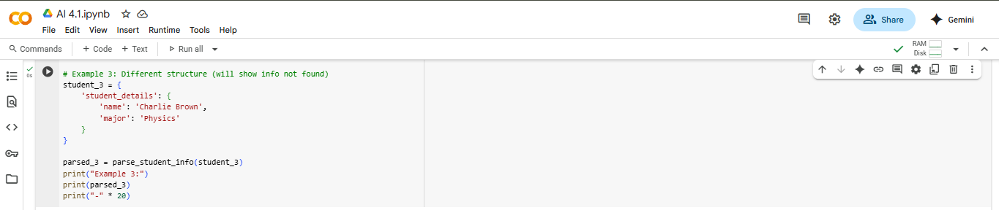 AI 4.1.ipynb
File Edit View Insert Runtime Tools Help
Share
Gemini
Commands + Code + Text Run all
RAM
Disk
0s
# Example 3: Different structure (will show info not found)
student_3 = {
    'student_details': {
        'name': 'Charlie Brown',
        'major': 'Physics'
    }
}
parsed_3 = parse_student_info(student_3)
print("Example 3:")
print(parsed_3)
print("-" * 20)